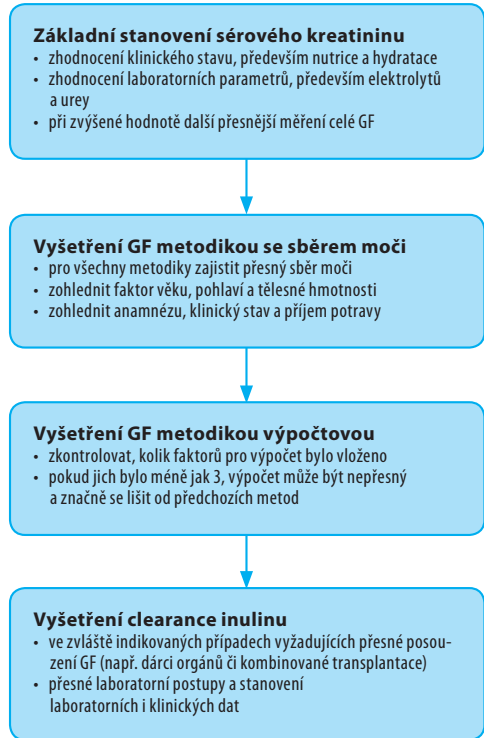 Základní stanovení sérového kreatininu
• zhodnocení klinického stavu, především nutrice a hydratace
• zhodnocení laboratorních parametrů, především elektrolytů
a urey
• při zvýšené hodnotě další přesnější měření celé GF
Vyšetření GF metodikou se sběrem moči
• pro všechny metodiky zajistit přesný sběr moči
• zohlednit faktor věku, pohlaví a tělesné hmotnosti
• zohlednit anamnézu, klinický stav a příjem potravy
Vyšetření GF metodikou výpočtovou
• zkontrolovat, kolik faktorů pro výpočet bylo vloženo
• pokud jich bylo méně jak 3, výpočet může být nepřesný
a značně se lišit od předchozích metod
Vyšetření clearance inulinu
• ve zvláště indikovaných případech vyžadujících přesné posou-
zení GF (např. dárci orgánů či kombinované transplantace)
• přesné laboratorní postupy a stanovení
laboratorních i klinických dat